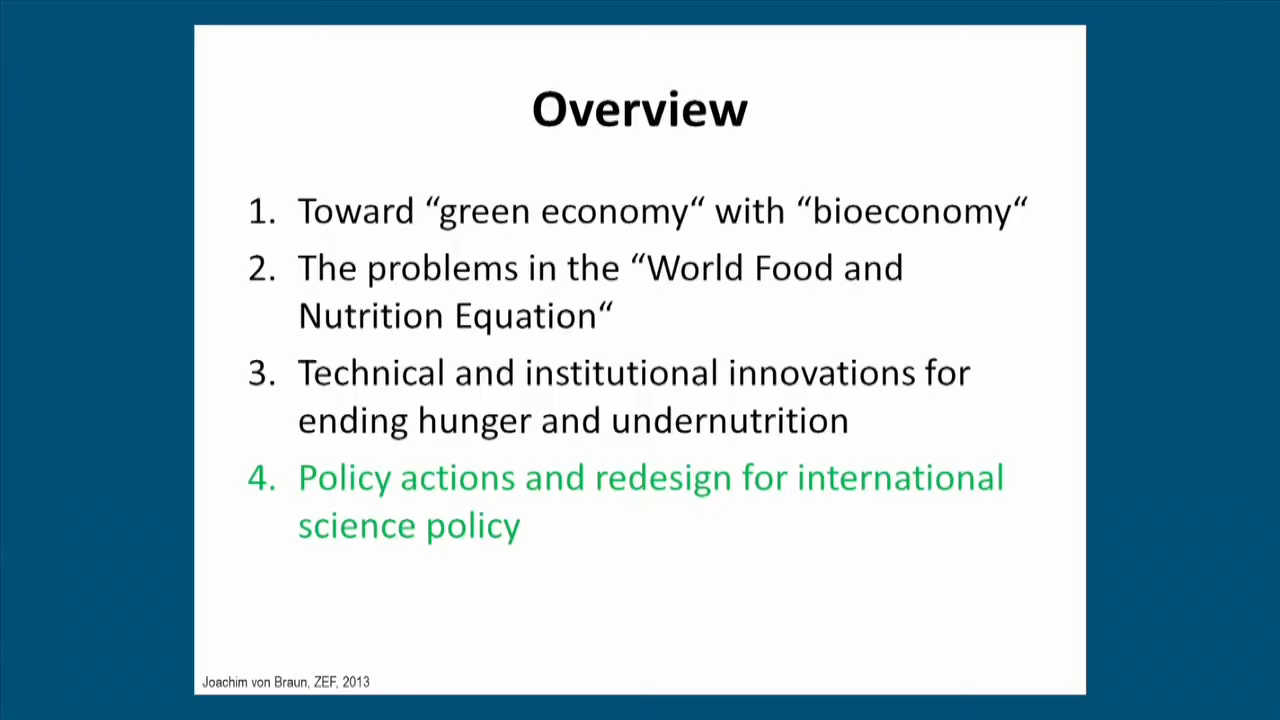 Overview
1. Toward “green economy“ with “bioeconomy“
2. The problems in the “World Food and
Nutrition Equation“
3. Technical and institutional innovations for
ending hunger and undernutrition
4. Policy actions and redesign for international
science policy
Joachim von Braun, ZEF, 2013